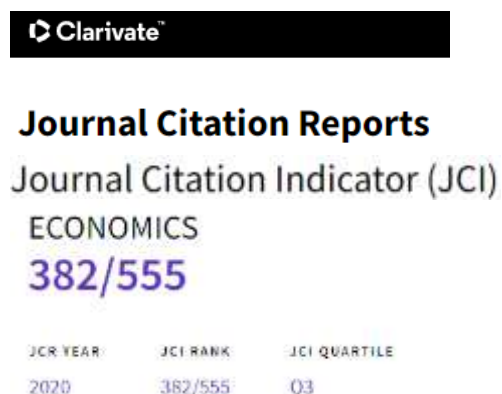 Clarivate™
Journal Citation Reports
Journal Citation Indicator (JCI)
ECONOMICS
382/555
JCR YEAR JCI RANK JCI QUARTILE
2020 382/555 Q3